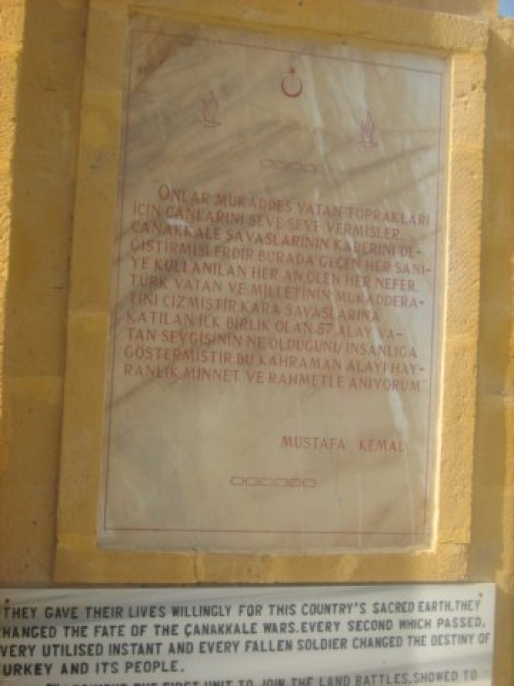 "ONLAR MUKADDES VATAN TOPRAKLARI
İÇİN CANLARINI SEVE SEVE VERMİŞLER
ÇANAKKALE SAVAŞLARININ KADERİNİ DE-
ĞİŞTİRMİŞLERDİR BURADA GEÇEN HER SANİ-
YE KULLANILAN HER AN ÖLEN HER NEFER.
TÜRK VATAN VE MİLLETİNİN MUKADDERA-
TINI ÇİZMİŞTİR.KARA SAVAŞLARINA
KATILAN İLK BİRLİK OLAN 57.ALAY VA-
TAN SEVGİSİNİN NE OLDUĞUNU İNSANLIĞA
GÖSTERMİŞTİR BU KAHRAMAN ALAYI HAY-
RANLIK MİNNET VE RAHMETLE ANIYORUM"
MUSTAFA KEMAL
THEY GAVE THEIR LIVES WILLINGLY FOR THIS COUNTRY'S SACRED EARTH.THEY
CHANGED THE FATE OF THE ÇANAKKALE WARS.EVERY SECOND WHICH PASSED,
VERY UTILISED INSTANT AND EVERY FALLEN SOLDIER CHANGED THE DESTINY OF
URKEY AND ITS PEOPLE.
THE FIRST UNIT TO JOIN THE LAND BATTLES,SHOWED TO